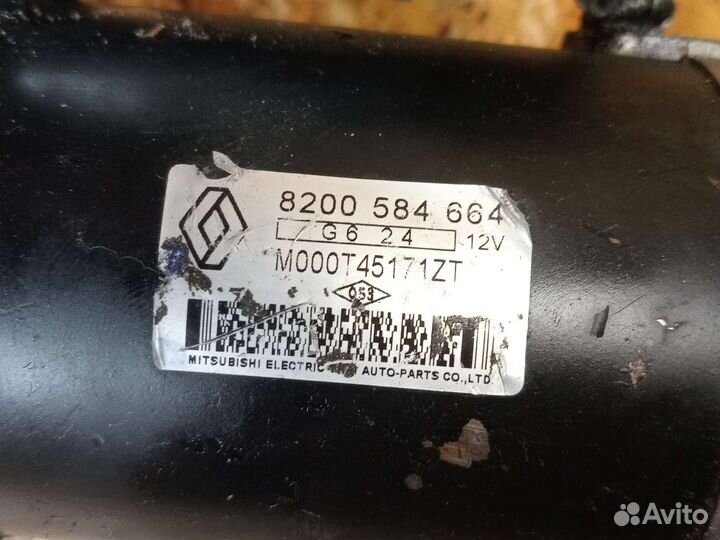 8200 584 664
G6 24 12V
M000T45171ZT
053
MITSUBISHI ELECTRIC AUTO-PARTS CO.,LTD.
Avito